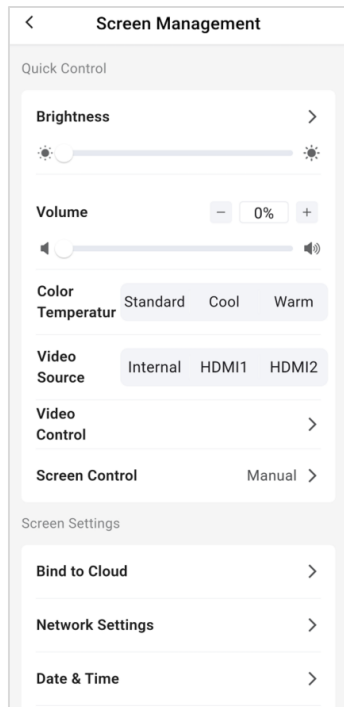 Screen Management
Quick Control
Brightness
Volume
− 0% +
Color
Temperatur
Standard Cool Warm
Video
Source
Internal HDMI1 HDMI2
Video
Control
Screen Control Manual
Screen Settings
Bind to Cloud
Network Settings
Date & Time